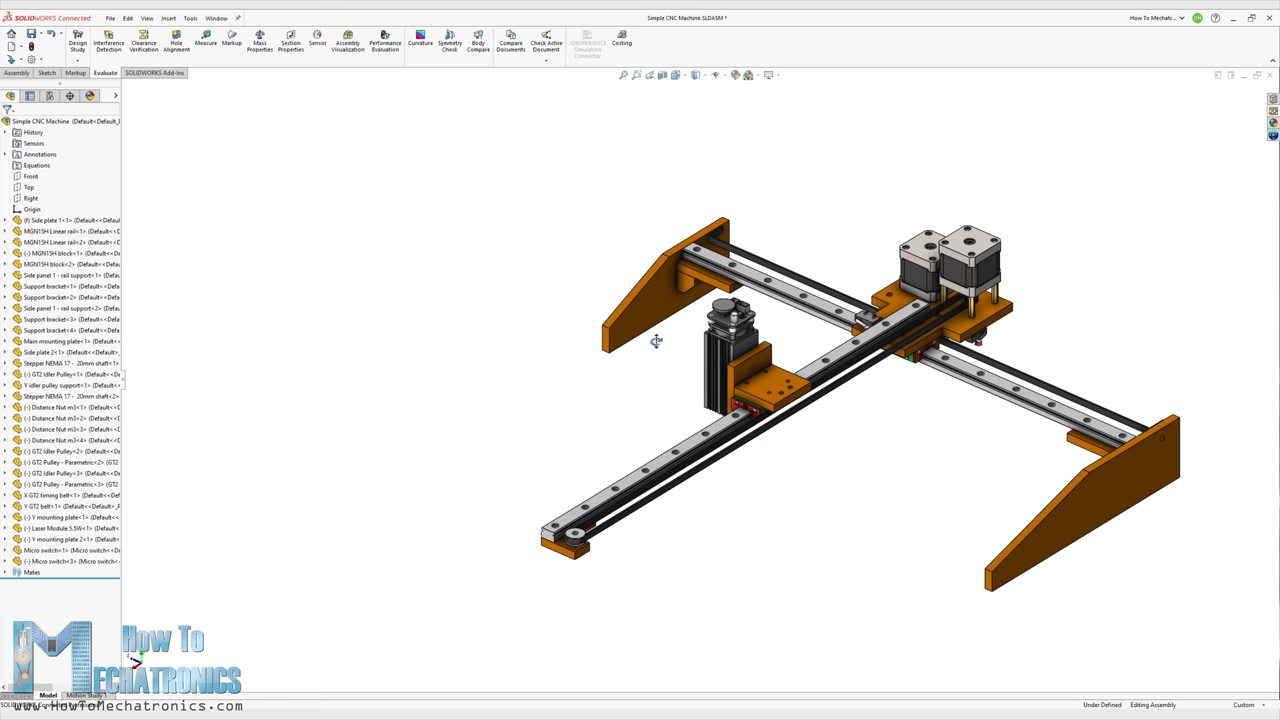 SOLIDWORKS Connected File Edit View Insert Tools Window Simple CNC Machine.SLDASM * How To Mechatr...
Design Study
Interference Detection
Clearance Verification
Hole Alignment
Measure
Markup
Mass Properties
Section Properties
Sensor
Assembly Visualization
Performance Evaluation
Curvature
Symmetry Check
Body Compare
Compare Documents
Check Active Document
3DEXPERIENCE Simulation Connector
Costing
Assembly Sketch Markup Evaluate SOLIDWORKS Add-Ins
Simple CNC Machine (Default<Default_
History
Sensors
Annotations
Equations
Front
Top
Right
Origin
(f) Side plate 1<1> (Default<<Defaul
MGN15H Linear rail<1> (Default<<D
MGN15H Linear rail<2> (Default<<D
(-) MGN15H block<1> (Default<<De
MGN15H block<2> (Default<<Defau
Side panel 1 - rail support<1> (Defau
Support bracket<1> (Default<<Defa
Support bracket<2> (Default<<Defa
Side panel 1 - rail support<2> (Defau
Support bracket<3> (Default<<Defa
Support bracket<4> (Default<<Defa
Main mounting plate<1> (Default<<
Side plate 2<1> (Default<<Default_D
Stepper NEMA 17 - 20mm shaft<1>
(-) GT2 Idler Pulley<1> (Default<<De
Y idler pulley support<1> (Default<<
Stepper NEMA 17 - 20mm shaft<2>
(-) Distance Nut m3<1> (Default<<D
(-) Distance Nut m3<2> (Default<<D
(-) Distance Nut m3<3> (Default<<D
(-) Distance Nut m3<4> (Default<<D
(-) GT2 Idler Pulley<2> (Default<<De
(-) GT2 Pulley - Parametric<2> (GT2
(-) GT2 Idler Pulley<3> (Default<<De
(-) GT2 Pulley - Parametric<3> (GT2
X GT2 timing belt<1> (Default<<Def
Y GT2 belt<1> (Default<<Default>_P
(-) Y mounting plate<1> (Default<<
(-) Laser Module 5.5W<1> (Default<
(-) Y mounting plate 2<1> (Default<
Micro switch<1> (Micro switch<<De
(-) Micro switch<3> (Micro switch<
Mates
How To
MECHATRONICS
Model Motion Study 1
www.HowToMechatronics.com
Under Defined Editing Assembly Custom